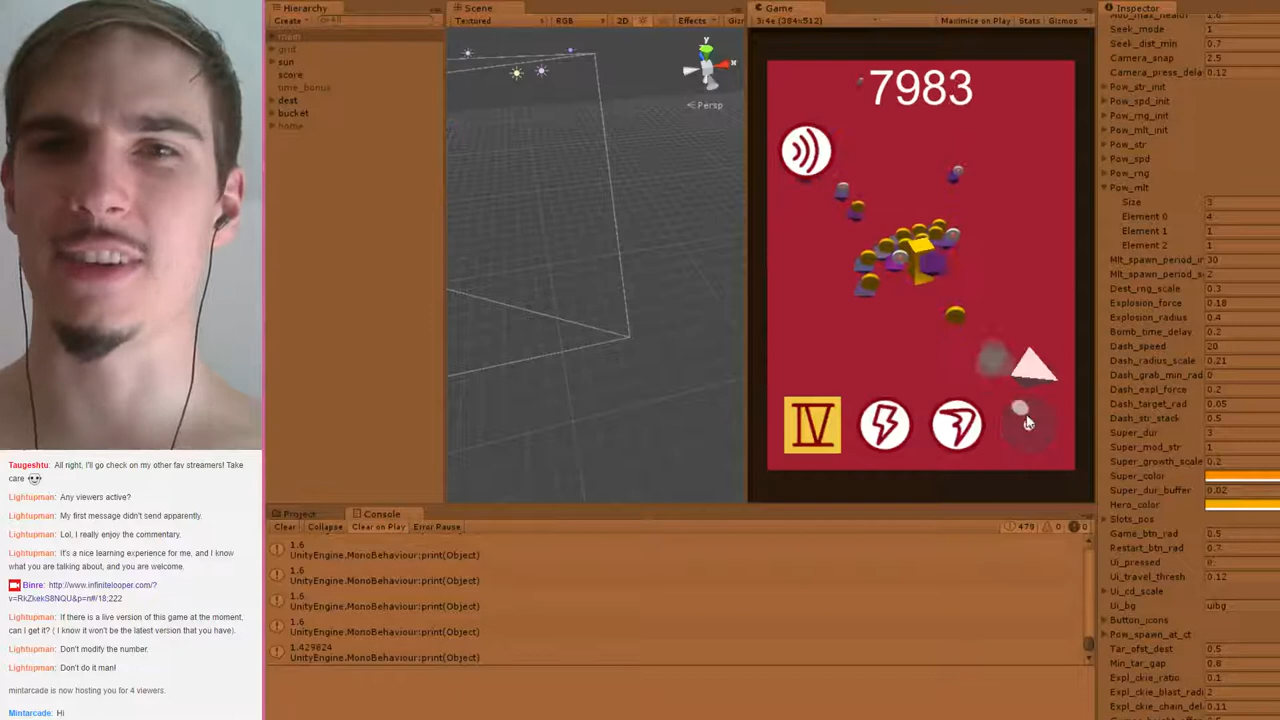 Hierarchy
Create
All
main
grid
sun
score
time_bonus
dest
bucket
home
Scene
Textured
RGB
2D
Effects
y
x
Persp
Game
3:4e (384x512)
Maximize on Play
Stats
Gizmos
7983
IV
Inspector
Seek_mode 1
Seek_dist_min 0.7
Camera_snap 2.5
Camera_press_dela 0.12
Pow_str_init
Pow_spd_init
Pow_rng_init
Pow_mlt_init
Pow_str
Pow_spd
Pow_rng
Pow_mlt
Size 3
Element 0 4
Element 1 1
Element 2 1
Mlt_spawn_period_in 30
Mlt_spawn_period_s 2
Dest_rng_scale 0.3
Explosion_force 0.18
Explosion_radius 0.4
Bomb_time_delay 0.2
Dash_speed 20
Dash_radius_scale 0.21
Dash_grab_min_rad 0
Dash_expl_force 0.2
Dash_target_rad 0.05
Dash_str_stack 0.5
Super_dur 3
Super_mod_str 1
Super_growth_scale 0.2
Super_color
Super_dur_buffer 0.02
Hero_color
Slots_pos
Game_btn_rad 0.5
Restart_btn_rad 0.7
Ui_pressed
Ui_travel_thresh 0.12
Ui_cd_scale
Ui_bg uibg
Button_icons
Pow_spawn_at_ct
Tar_ofst_dest 0.5
Min_tar_gap 0.8
Expl_ckie_ratio 0.1
Expl_ckie_blast_radi 2
Expl_ckie_chain_del 0.11
Project
Console
Clear
Collapse
Clear on Play
Error Pause
479
0
0
1.6
UnityEngine.MonoBehaviour:print(Object)
1.6
UnityEngine.MonoBehaviour:print(Object)
1.6
UnityEngine.MonoBehaviour:print(Object)
1.6
UnityEngine.MonoBehaviour:print(Object)
1.429824
UnityEngine.MonoBehaviour:print(Object)
Taugeshtu: All right, I'll go check on my other fav streamers! Take
care
Lightupman: Any viewers active?
Lightupman: My first message didn't send apparently.
Lightupman: Lol, I really enjoy the commentary.
Lightupman: It's a nice learning experience for me, and I know
what you are talking about, and you are welcome.
Binre: http://www.infinitelooper.com/?
v=RkZkekS8NQU&p=n#/18;222
Lightupman: If there is a live version of this game at the moment,
can I get it? ( I know it won't be the latest version that you have).
Lightupman: Don't modify the number.
Lightupman: Don't do it man!
mintarcade is now hosting you for 4 viewers.
Mintarcade: Hi